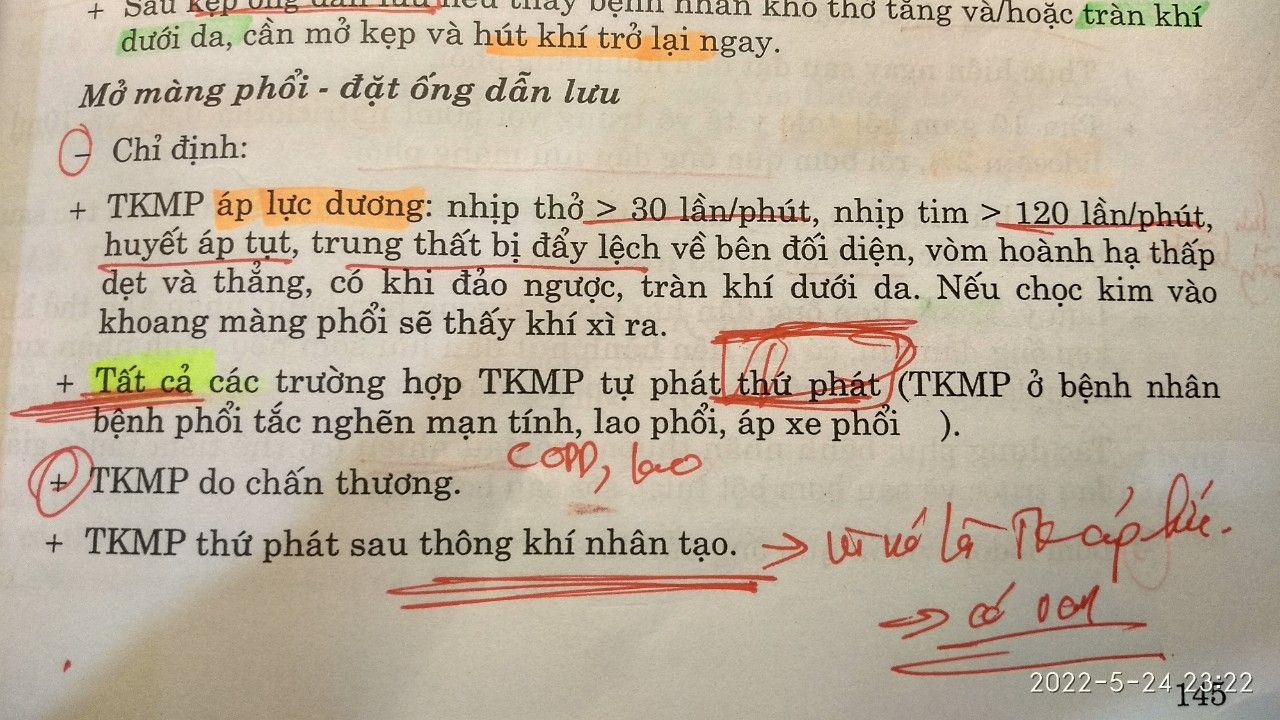 + Sau kẹp ống dẫn lưu nếu thấy bệnh nhân khó thở tăng và/hoặc tràn khí
dưới da, cần mở kẹp và hút khí trở lại ngay.
Mở màng phổi - đặt ống dẫn lưu
- Chỉ định:
+ TKMP áp lực dương: nhịp thở > 30 lần/phút, nhịp tim > 120 lần/phút,
huyết áp tụt, trung thất bị đẩy lệch về bên đối diện, vòm hoành hạ thấp
dẹt và thẳng, có khi đảo ngược, tràn khí dưới da. Nếu chọc kim vào
khoang màng phổi sẽ thấy khí xì ra.
+ Tất cả các trường hợp TKMP tự phát thứ phát (TKMP ở bệnh nhân
bệnh phổi tắc nghẽn mạn tính, lao phổi, áp xe phổi ).
COPD, lao
+ TKMP do chấn thương.
+ TKMP thứ phát sau thông khí nhân tạo.
→ vì nó là TK áp lực.
→ có
2022-5-24 23:22
145